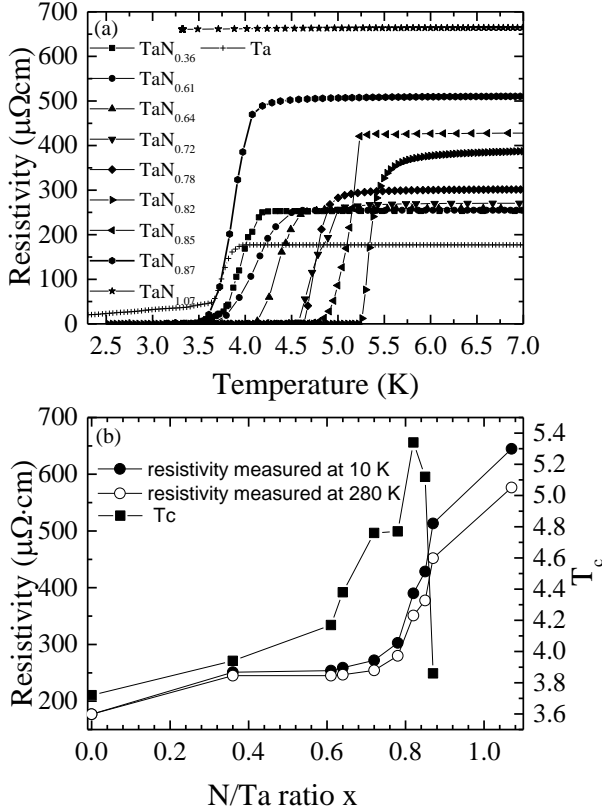 (a)
700
600
500
400
300
200
100
0
Resistivity (μΩcm)
TaN0.36
Ta
TaN0.61
TaN0.64
TaN0.72
TaN0.78
TaN0.82
TaN0.85
TaN0.87
TaN1.07
2.5 3.0 3.5 4.0 4.5 5.0 5.5 6.0 6.5 7.0
Temperature (K)
(b)
700
600
500
400
300
200
Resistivity (μΩ·cm)
resistivity measured at 10 K
resistivity measured at 280 K
Tc
5.4
5.2
5.0
4.8
4.6
4.4
4.2
4.0
3.8
3.6
Tc
0.0 0.2 0.4 0.6 0.8 1.0
N/Ta ratio x